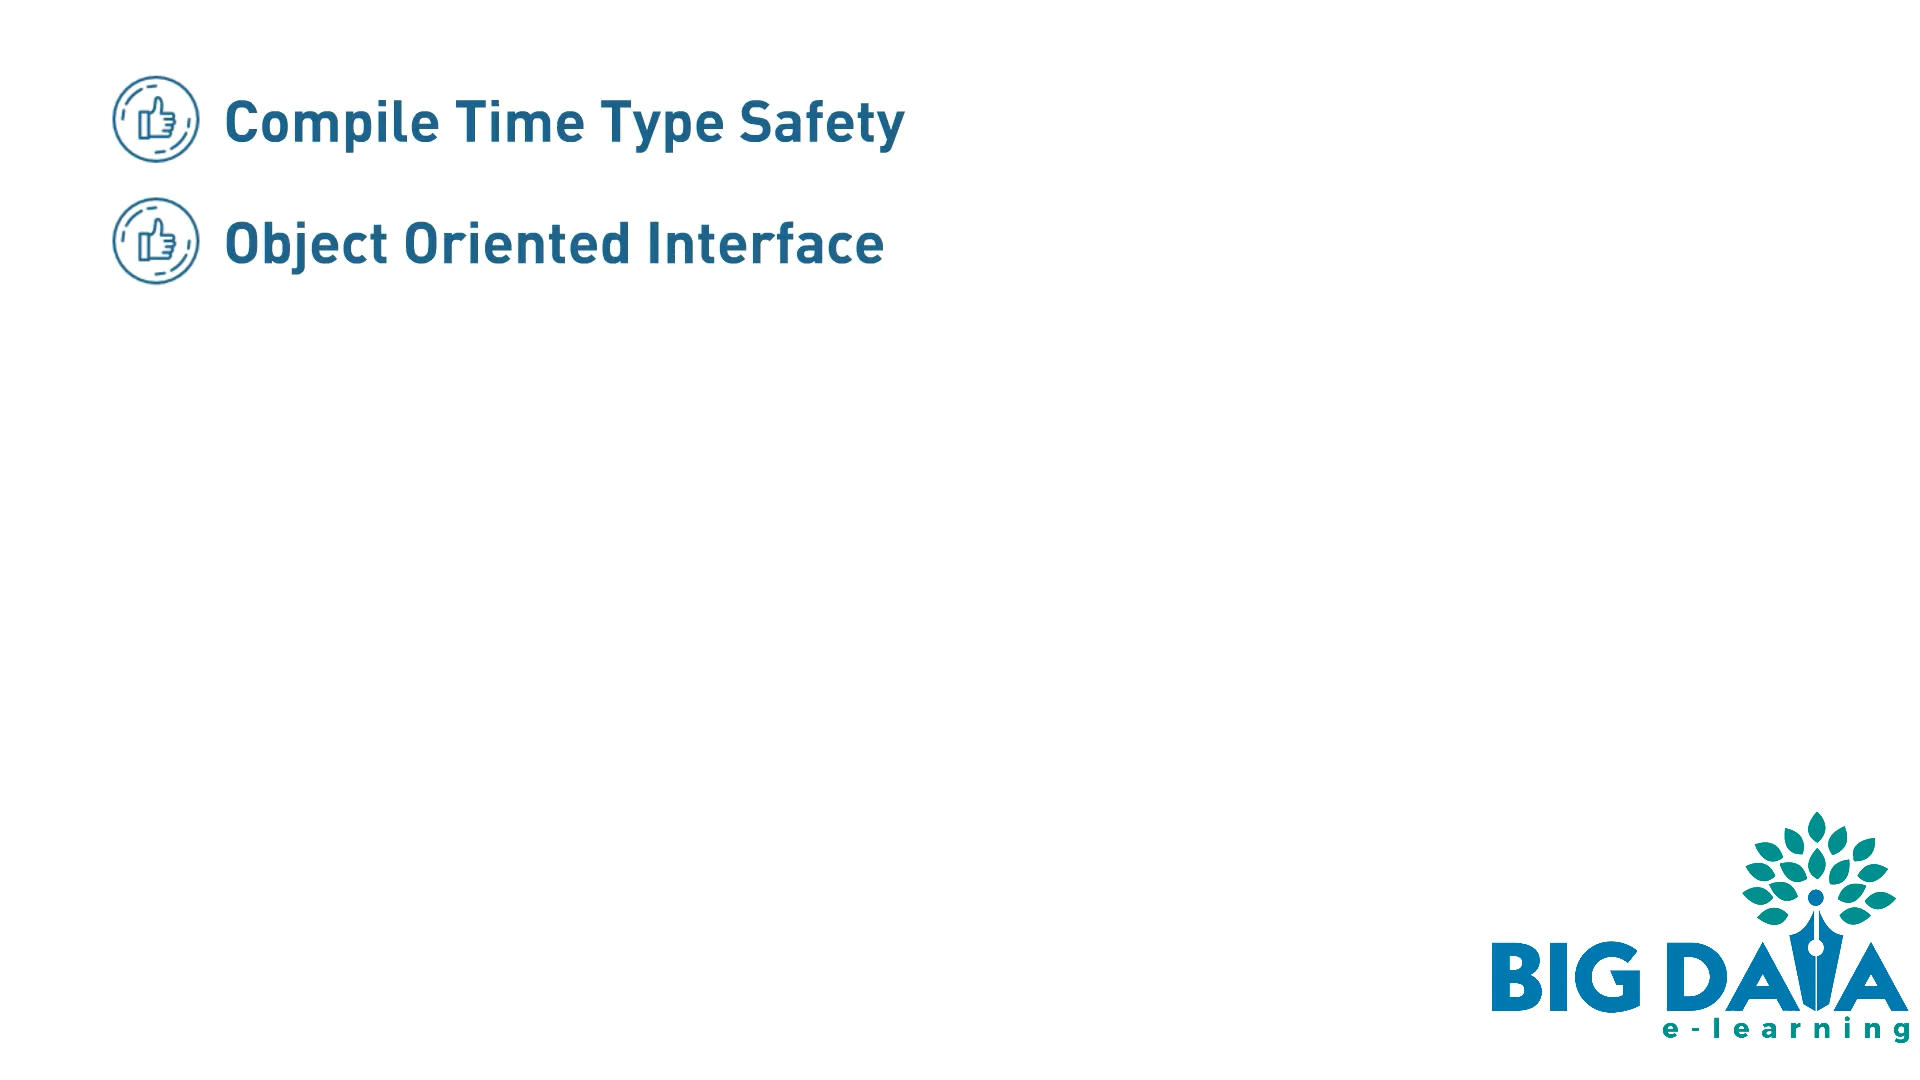 Compile Time Type Safety
Object Oriented Interface
BIG DATA
e-learning